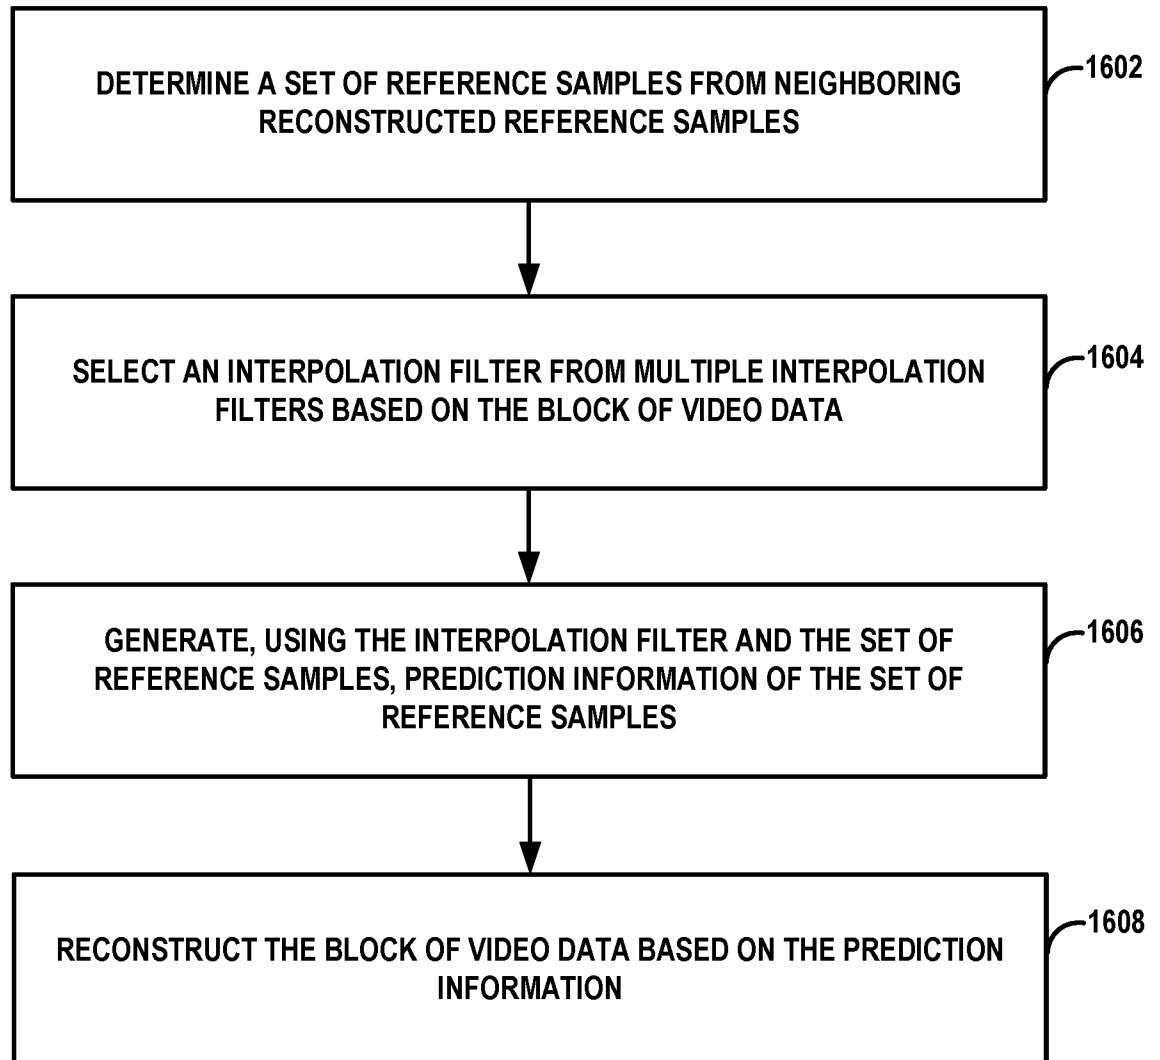 DETERMINE A SET OF REFERENCE SAMPLES FROM NEIGHBORING
RECONSTRUCTED REFERENCE SAMPLES
1602
SELECT AN INTERPOLATION FILTER FROM MULTIPLE INTERPOLATION
FILTERS BASED ON THE BLOCK OF VIDEO DATA
1604
GENERATE, USING THE INTERPOLATION FILTER AND THE SET OF
REFERENCE SAMPLES, PREDICTION INFORMATION OF THE SET OF
REFERENCE SAMPLES
1606
RECONSTRUCT THE BLOCK OF VIDEO DATA BASED ON THE PREDICTION
INFORMATION
1608